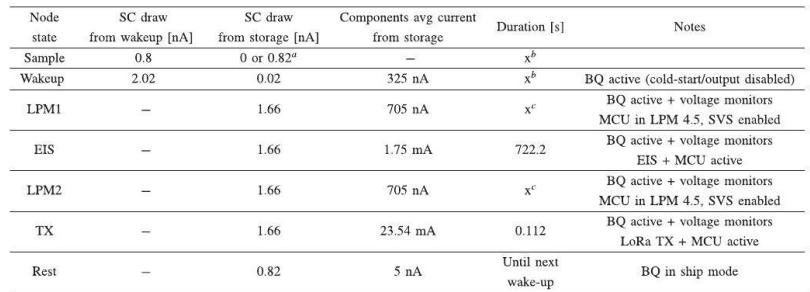 Node state | SC draw from wakeup [nA] | SC draw from storage [nA] | Components avg current from storage | Duration [s] | Notes
Sample | 0.8 | 0 or 0.82ᵃ | – | xᵇ
Wakeup | 2.02 | 0.02 | 325 nA | xᵇ | BQ active (cold-start/output disabled)
LPM1 | – | 1.66 | 705 nA | xᶜ | BQ active + voltage monitors
MCU in LPM 4.5, SVS enabled
EIS | – | 1.66 | 1.75 mA | 722.2 | BQ active + voltage monitors
EIS + MCU active
LPM2 | – | 1.66 | 705 nA | xᶜ | BQ active + voltage monitors
MCU in LPM 4.5, SVS enabled
TX | – | 1.66 | 23.54 mA | 0.112 | BQ active + voltage monitors
LoRa TX + MCU active
Rest | – | 0.82 | 5 nA | Until next wake-up | BQ in ship mode